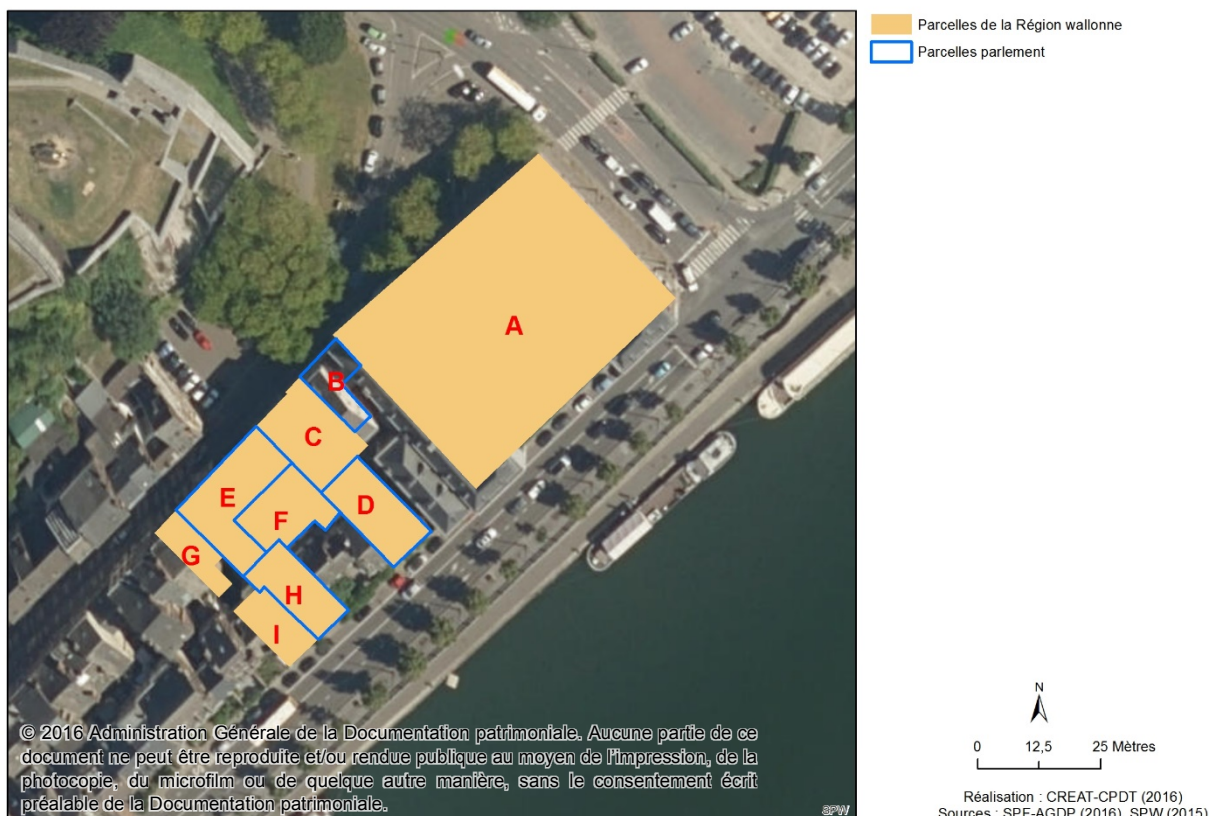 Parcelles de la Région wallonne
Parcelles parlement
A
B
C
D
E
F
G
H
I
© 2016 Administration Générale de la Documentation patrimoniale. Aucune partie de ce
document ne peut être reproduite et/ou rendue publique au moyen de l'impression, de la
photocopie, du microfilm ou de quelque autre manière, sans le consentement écrit
préalable de la Documentation patrimoniale.
SPW
N
0 12,5 25 Mètres
Réalisation : CREAT-CPDT (2016)
Sources : SPF-AGDP (2016), SPW (2015)